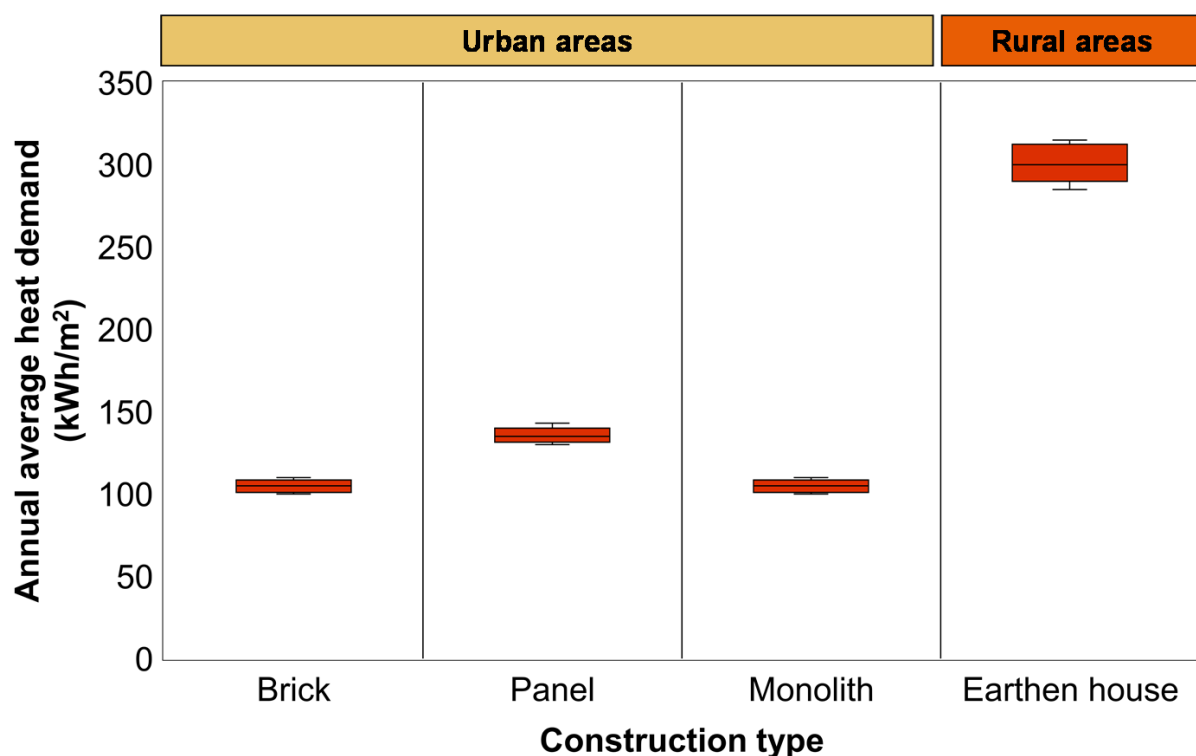 Urban areas
Rural areas
Annual average heat demand
(kWh/m²)
350
300
250
200
150
100
50
0
Brick
Panel
Monolith
Earthen house
Construction type